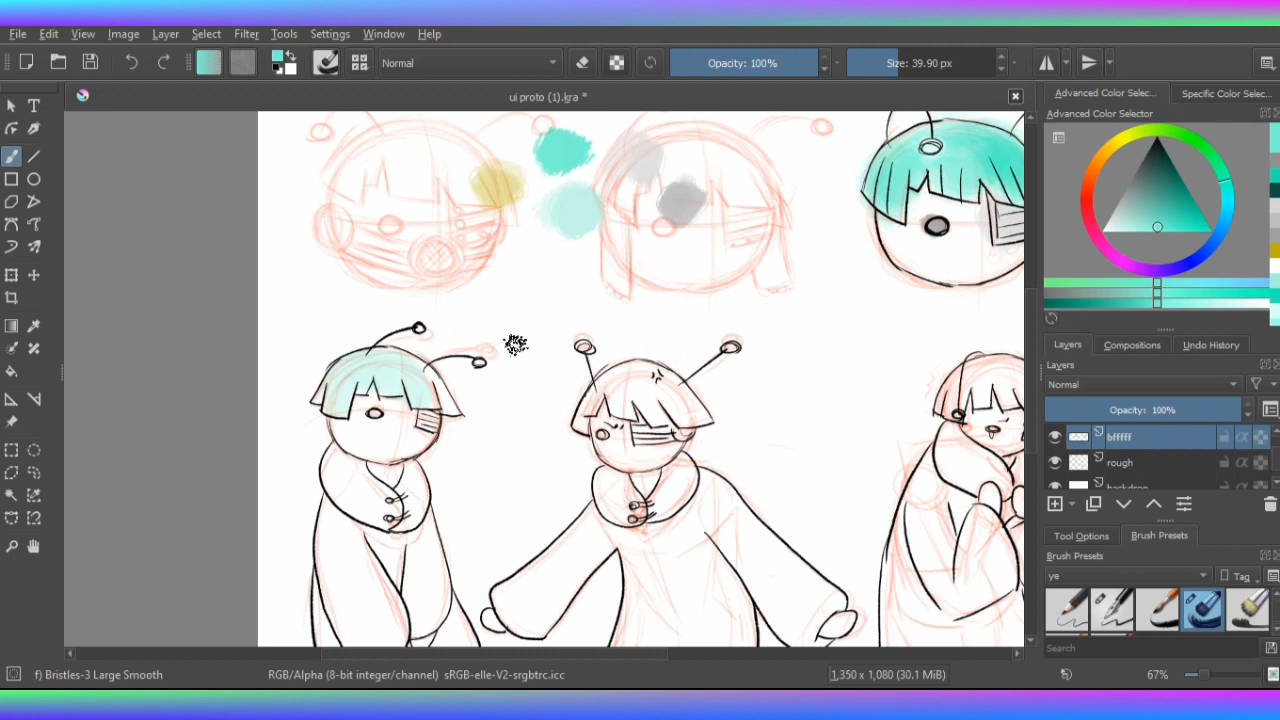 File Edit View Image Layer Select Filter Tools Settings Window Help
Normal Opacity: 100% Size: 39.90 px
ui proto (1).kra *
Advanced Color Selec... Specific Color Selec...
Advanced Color Selector
Layers Compositions Undo History
Layers
Normal
Opacity: 100%
bffffff
rough
backdrop
Tool Options Brush Presets
Brush Presets
ye Tag
Search
f) Bristles-3 Large Smooth RGB/Alpha (8-bit integer/channel) sRGB-elle-V2-srgbtrc.icc 1,350 x 1,080 (30.1 MiB) 67%